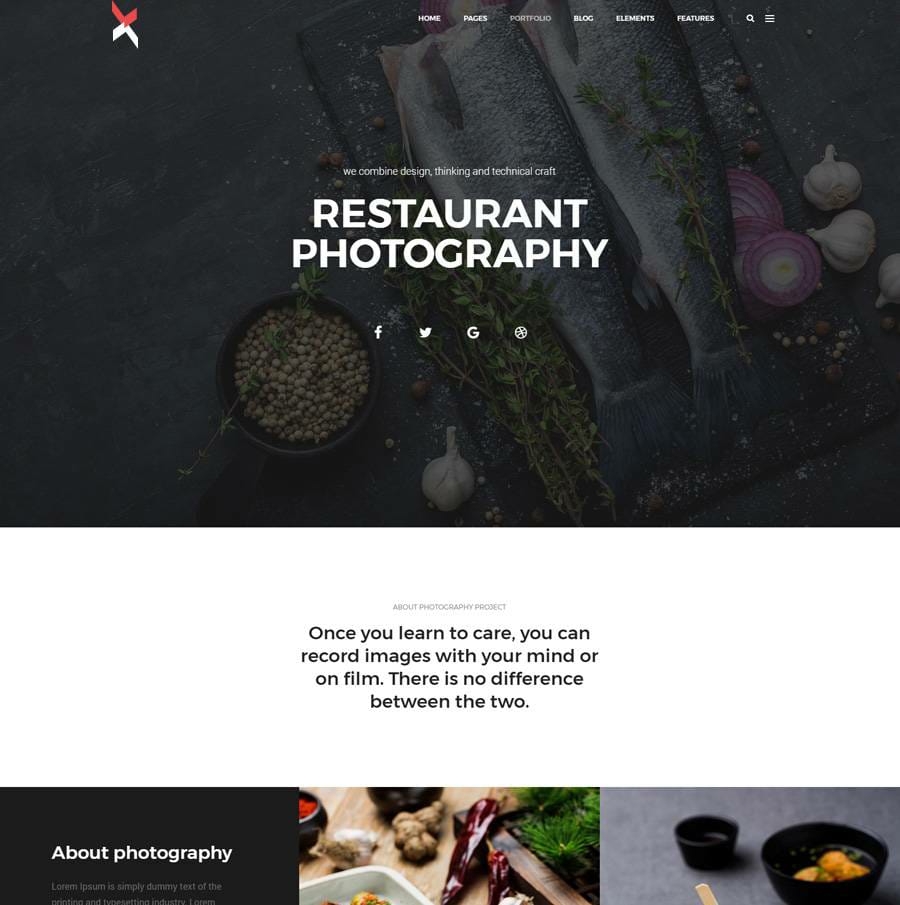 HOME PAGES PORTFOLIO BLOG ELEMENTS FEATURES
we combine design, thinking and technical craft
RESTAURANT
PHOTOGRAPHY
ABOUT PHOTOGRAPHY PROJECT
Once you learn to care, you can
record images with your mind or
on film. There is no difference
between the two.
About photography
Lorem Ipsum is simply dummy text of the
printing and typesetting industry. Lorem